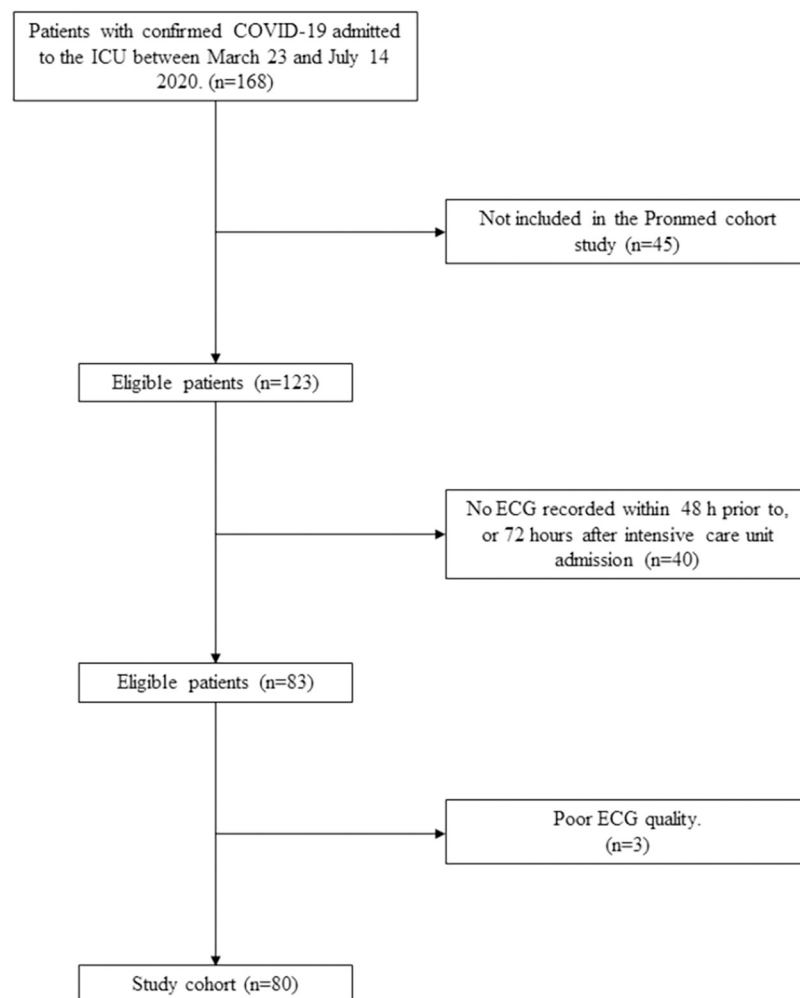 Patients with confirmed COVID-19 admitted
to the ICU between March 23 and July 14
2020. (n=168)
Not included in the Pronmed cohort
study (n=45)
Eligible patients (n=123)
No ECG recorded within 48 h prior to,
or 72 hours after intensive care unit
admission (n=40)
Eligible patients (n=83)
Poor ECG quality.
(n=3)
Study cohort (n=80)